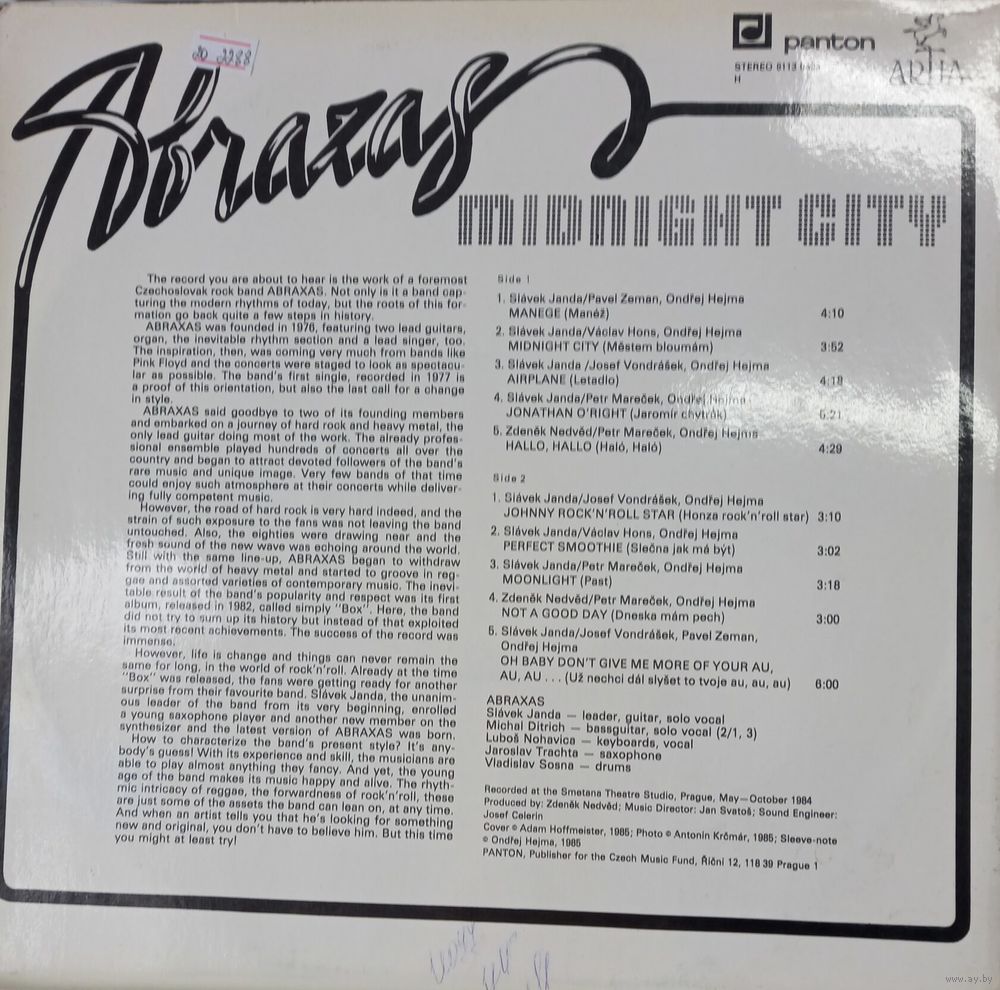 20 2288
Abraxas
panton
STEREO 8113
H
ARTIA
MIDNIGHT CITY
The record you are about to hear is the work of a foremost
Czechoslovak rock band ABRAXAS. Not only is it a band cap-
turing the modern rhythms of today, but the roots of this for-
mation go back quite a few steps in history.
ABRAXAS was founded in 1976, featuring two lead guitars,
organ, the inevitable rhythm section and a lead singer, too.
The inspiration, then, was coming very much from bands like
Pink Floyd and the concerts were staged to look as spectacu-
lar as possible. The band's first single, recorded in 1977 is
a proof of this orientation, but also the last call for a change
in style.
ABRAXAS said goodbye to two of its founding members
and embarked on a journey of hard rock and heavy metal, the
only lead guitar doing most of the work. The already profes-
sional ensemble played hundreds of concerts all over the
country and began to attract devoted followers of the band's
rare music and unique image. Very few bands of that time
could enjoy such atmosphere at their concerts while deliver-
ing fully competent music.
However, the road of hard rock is very hard indeed, and the
strain of such exposure to the fans was not leaving the band
untouched. Also, the eighties were drawing near and the
fresh sound of the new wave was echoing around the world.
Still with the same line-up, ABRAXAS began to withdraw
from the world of heavy metal and started to groove in reg-
gae and assorted varieties of contemporary music. The inevi-
table result of the band's popularity and respect was its first
album, released in 1982, called simply "Box". Here, the band
did not try to sum up its history but instead of that exploited
its most recent achievements. The success of the record was
immense.
However, life is change and things can never remain the
same for long, in the world of rock'n'roll. Already at the time
"Box" was released, the fans were getting ready for another
surprise from their favourite band. Slávek Janda, the unanim-
ous leader of the band from its very beginning, enrolled
a young saxophone player and another new member on the
synthesizer and the latest version of ABRAXAS was born.
How to characterize the band's present style? It's any-
body's guess! With its experience and skill, the musicians are
able to play almost anything they fancy. And yet, the young
age of the band makes its music happy and alive. The rhyth-
mic intricacy of reggae, the forwardness of rock'n'roll, these
are just some of the assets the band can lean on, at any time.
And when an artist tells you that he's looking for something
new and original, you don't have to believe him. But this time
you might at least try!
Side 1
1. Slávek Janda/Pavel Zeman, Ondřej Hejma
MANEGE (Manéž) 4:10
2. Slávek Janda/Václav Hons, Ondřej Hejma
MIDNIGHT CITY (Městem bloumám) 3:52
3. Slávek Janda /Josef Vondrášek, Ondřej Hejma
AIRPLANE (Letadlo) 4:18
4. Slávek Janda/Petr Mareček, Ondřej Hejma
JONATHAN O'RIGHT (Jaromír chytrák) 5:21
5. Zdeněk Nedvěd/Petr Mareček, Ondřej Hejma
HALLO, HALLO (Haló, Haló) 4:29
Side 2
1. Slávek Janda/Josef Vondrášek, Ondřej Hejma
JOHNNY ROCK'N'ROLL STAR (Honza rock'n'roll star) 3:10
2. Slávek Janda/Václav Hons, Ondřej Hejma
PERFECT SMOOTHIE (Slečna jak má být) 3:02
3. Slávek Janda/Petr Mareček, Ondřej Hejma
MOONLIGHT (Past) 3:18
4. Zdeněk Nedvěd/Petr Mareček, Ondřej Hejma
NOT A GOOD DAY (Dneska mám pech) 3:00
5. Slávek Janda/Josef Vondrášek, Pavel Zeman,
Ondřej Hejma
OH BABY DON'T GIVE ME MORE OF YOUR AU,
AU, AU . . . (Už nechci dál slyšet to tvoje au, au, au) 6:00
ABRAXAS
Slávek Janda — leader, guitar, solo vocal
Michal Ditrich — bassguitar, solo vocal (2/1, 3)
Luboš Nohavica — keyboards, vocal
Jaroslav Trachta — saxophone
Vladislav Sosna — drums
Recorded at the Smetana Theatre Studio, Prague, May—October 1984
Produced by: Zdeněk Nedvěd; Music Director: Jan Svatoš; Sound Engineer:
Josef Celerin
Cover © Adam Hoffmeister, 1985; Photo © Antonín Krčmár, 1985; Sleeve-note
© Ondřej Hejma, 1985
PANTON, Publisher for the Czech Music Fund, Říční 12, 118 39 Prague 1
www.ay.by